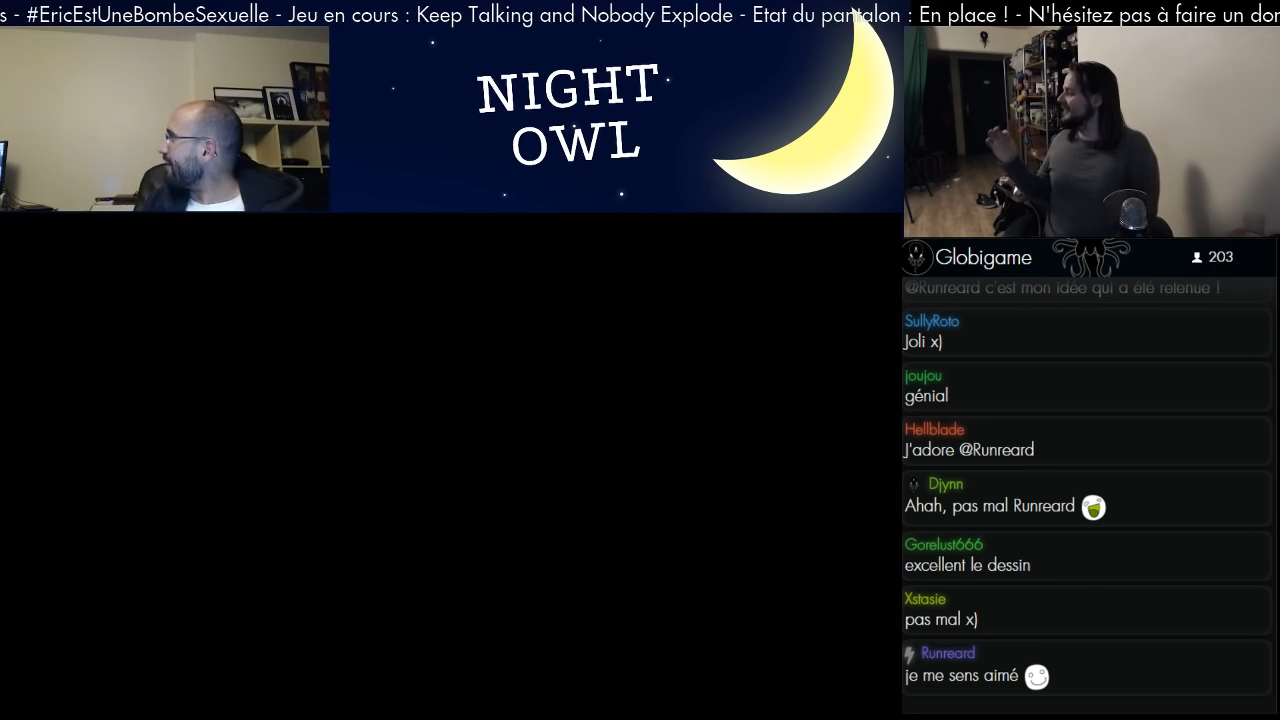 s - #EricEstUneBombeSexuelle - Jeu en cours : Keep Talking and Nobody Explode - Etat du pantalon : En place ! - N'hésitez pas à faire un don
NIGHT
OWL
Globigame
203
@Runreard c'est mon idée qui a été retenue !
SullyRoto
Joli x)
joujou
génial
Hellblade
J'adore @Runreard
Djynn
Ahah, pas mal Runreard
Gorelust666
excellent le dessin
Xstasie
pas mal x)
Runreard
je me sens aimé